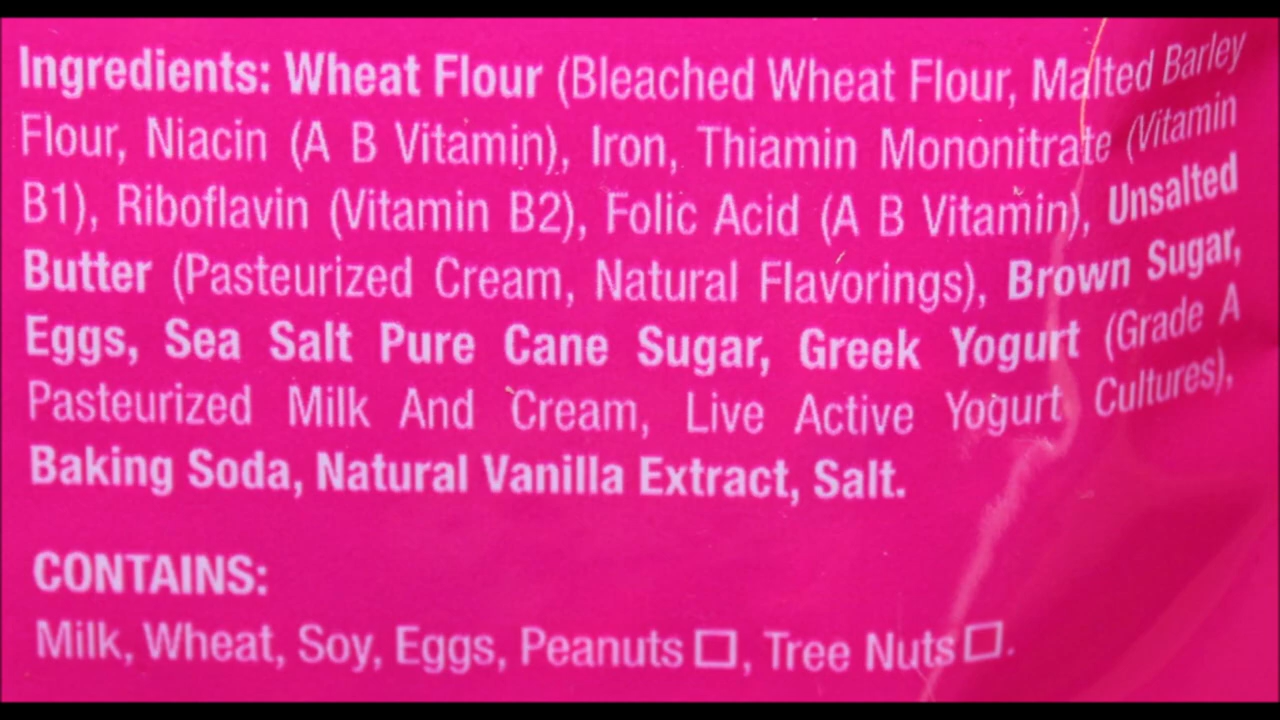 Ingredients: Wheat Flour (Bleached Wheat Flour, Malted Barley
Flour, Niacin (A B Vitamin), Iron, Thiamin Mononitrate (Vitamin
B1), Riboflavin (Vitamin B2), Folic Acid (A B Vitamin), Unsalted
Butter (Pasteurized Cream, Natural Flavorings), Brown Sugar,
Eggs, Sea Salt Pure Cane Sugar, Greek Yogurt (Grade A
Pasteurized Milk And Cream, Live Active Yogurt Cultures),
Baking Soda, Natural Vanilla Extract, Salt.
CONTAINS:
Milk, Wheat, Soy, Eggs, Peanuts ☐, Tree Nuts ☐.